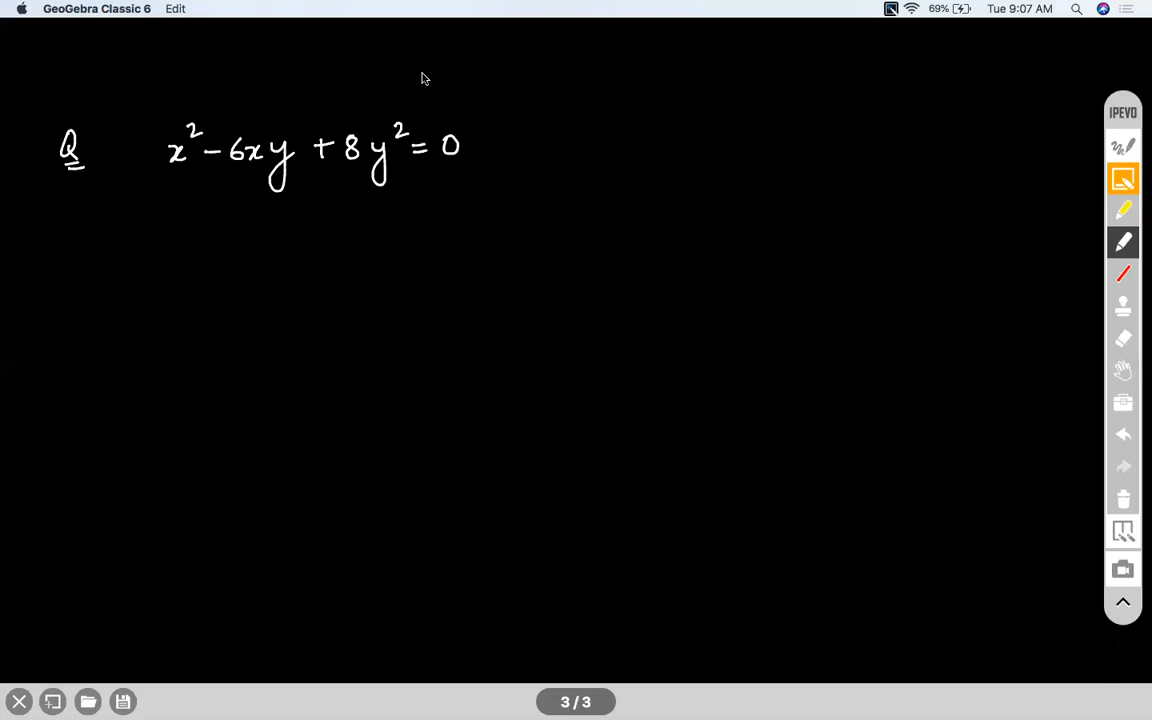 GeoGebra Classic 6 Edit 69% Tue 9:07 AM
IPEVO
Q x² - 6xy + 8y² = 0
3 / 3